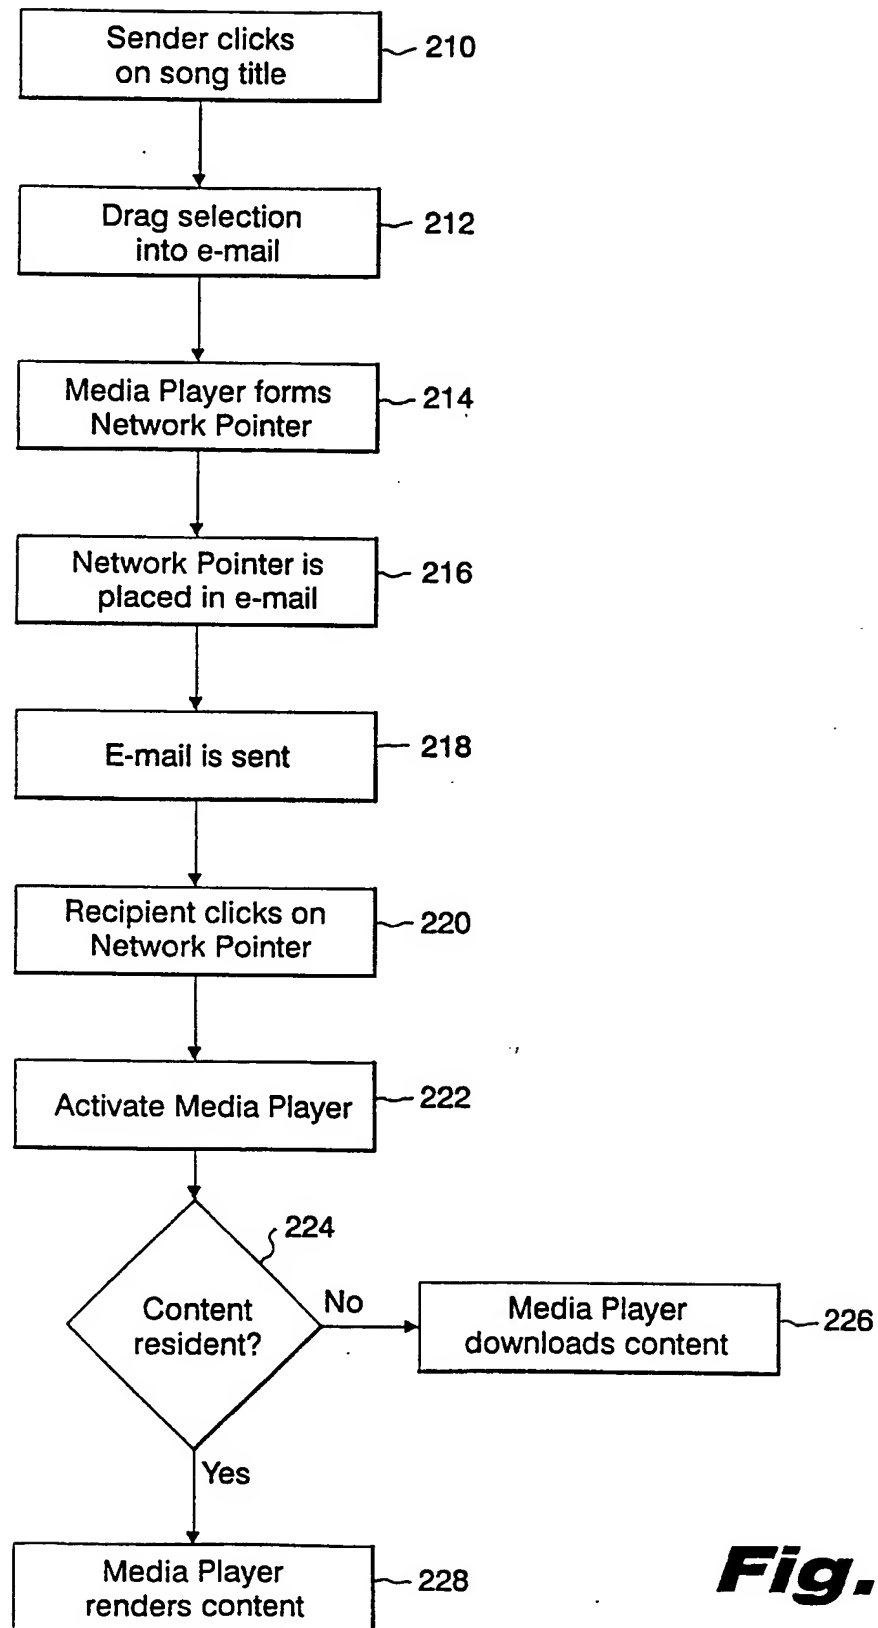 Sender clicks
on song title
210
Drag selection
into e-mail
212
Media Player forms
Network Pointer
214
Network Pointer is
placed in e-mail
216
E-mail is sent
218
Recipient clicks on
Network Pointer
220
Activate Media Player
222
224
Content
resident?
No
Media Player
downloads content
226
Yes
Media Player
renders content
228
Fig.